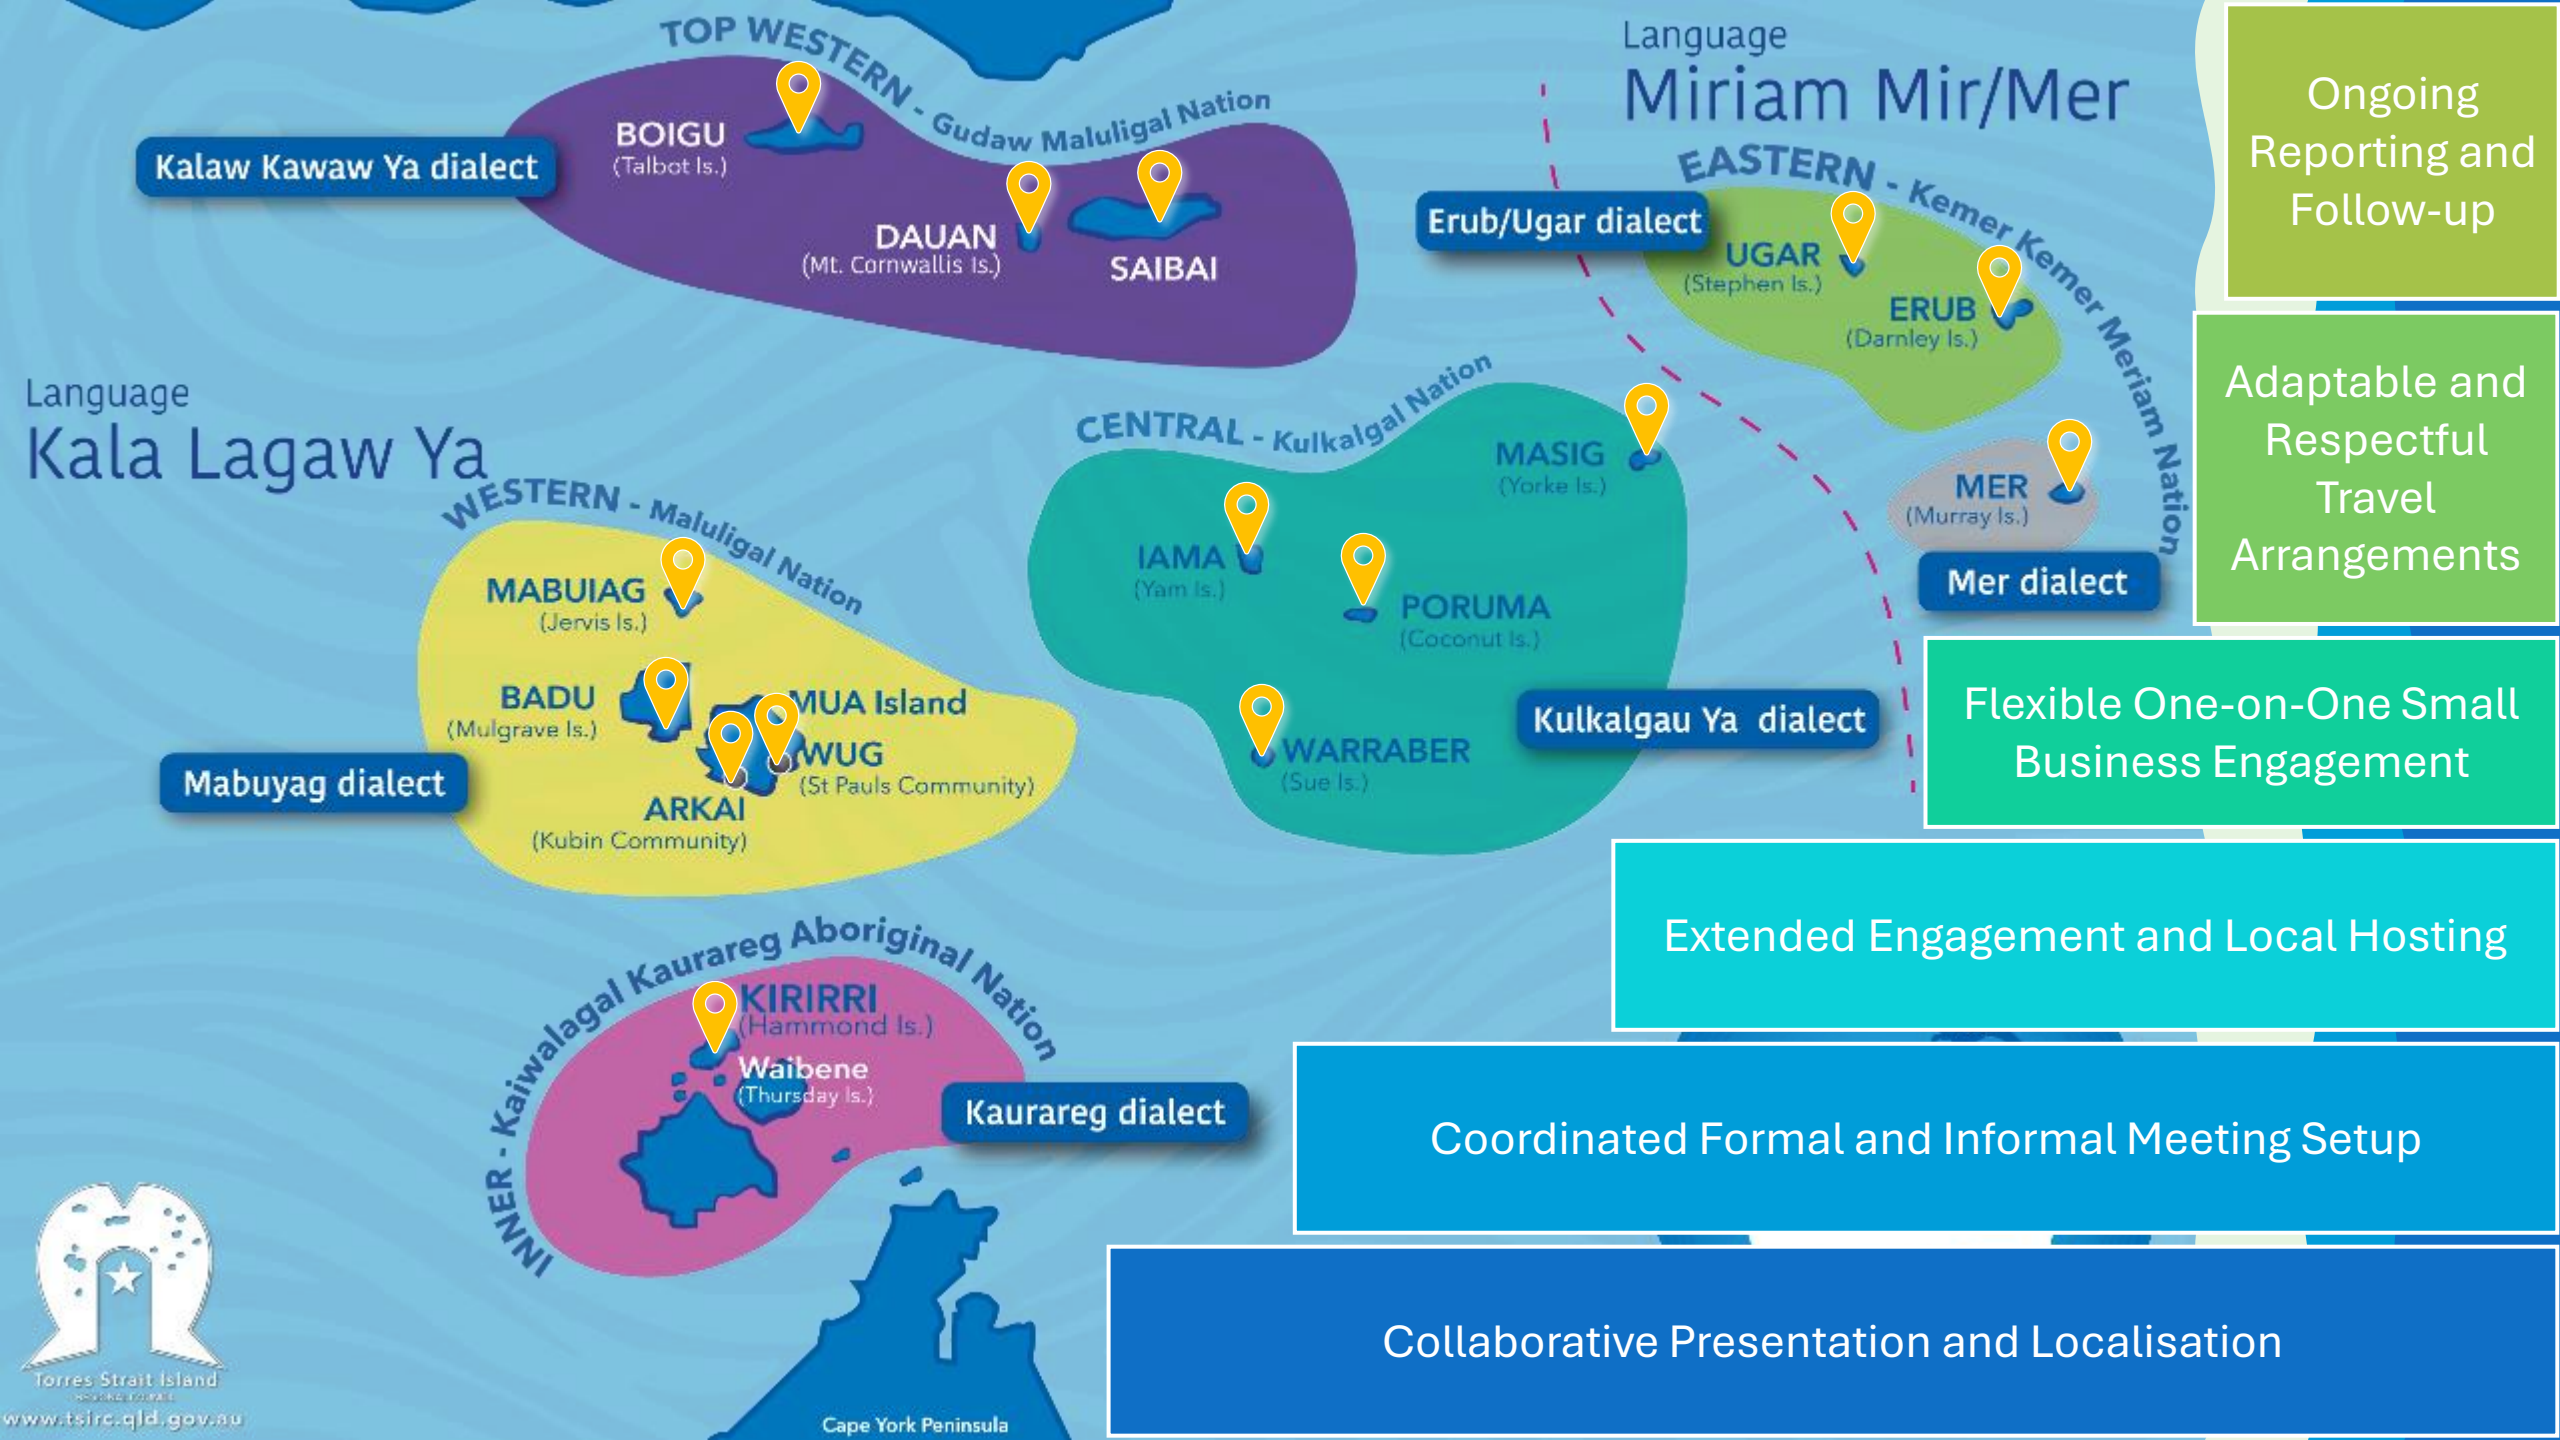 TOP WESTERN - Gudaw Maluligal Nation
BOIGU
(Talbot Is.)
Kalaw Kawaw Ya dialect
DAUAN
(Mt. Cornwallis Is.)
SAIBAI
Language
Miriam Mir/Mer
EASTERN - Kemer Kemer Meriam Nation
Erub/Ugar dialect
UGAR
(Stephen Is.)
ERUB
(Darnley Is.)
MER
(Murray Is.)
Mer dialect
Language
Kala Lagaw Ya
WESTERN - Maluligal Nation
MABUIAG
(Jervis Is.)
BADU
(Mulgrave Is.)
MUA Island
WUG
(St Pauls Community)
ARKAI
(Kubin Community)
Mabuyag dialect
CENTRAL - Kulkalgal Nation
MASIG
(Yorke Is.)
IAMA
(Yam Is.)
PORUMA
(Coconut Is.)
WARRABER
(Sue Is.)
Kulkalgau Ya dialect
INNER - Kaiwalagal Kaurareg Aboriginal Nation
KIRIRRI
(Hammond Is.)
Waibene
(Thursday Is.)
Kaurareg dialect
Cape York Peninsula
Torres Strait Island
REGIONAL COUNCIL
www.tsirc.qld.gov.au
Ongoing
Reporting and
Follow-up
Adaptable and
Respectful
Travel
Arrangements
Flexible One-on-One Small
Business Engagement
Extended Engagement and Local Hosting
Coordinated Formal and Informal Meeting Setup
Collaborative Presentation and Localisation